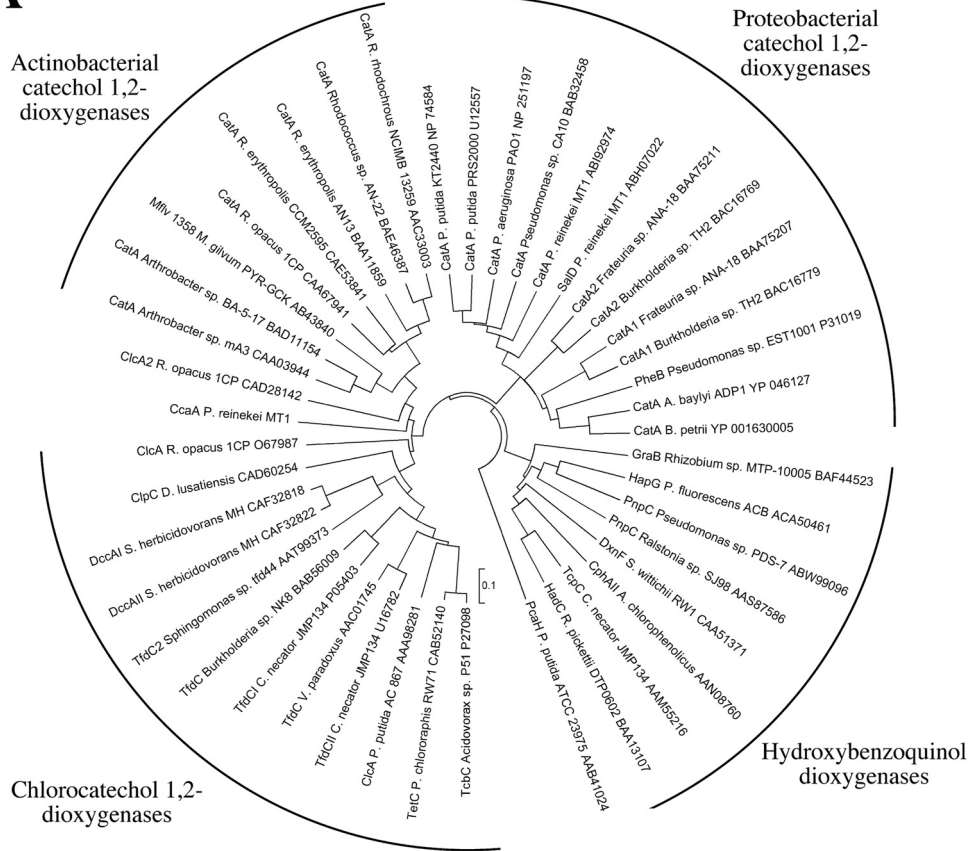 Actinobacterial
catechol 1,2-
dioxygenases
Proteobacterial
catechol 1,2-
dioxygenases
CatA R. rhodochrous NCIMB 13259 AAC33003
CatA P. putida KT2440 NP 74584
CatA P. putida PRS2000 U12557
CatA P. aeruginosa PAO1 NP 251197
CatA Pseudomonas sp. CA10 BAB32458
CatA P. reinekei MT1 ABI92974
SalD P. reinekei MT1 ABH07022
CatA2 Frateuria sp. ANA-18 BAA75211
CatA2 Burkholderia sp. TH2 BAC16769
CatA1 Frateuria sp. ANA-18 BAA75207
CatA1 Burkholderia sp. TH2 BAC16779
PheB Pseudomonas sp. EST1001 P31019
CatA A. baylyi ADP1 YP 046127
CatA B. petrii YP 001630005
GraB Rhizobium sp. MTP-10005 BAF44523
HapG P. fluorescens ACB ACA50461
PnpC Pseudomonas sp. PDS-7 ABW99096
PnpC Ralstonia sp. SJ98 AAS87586
DxnF S. wittichii RW1 CAA51371
CphAII A. chlorophenolicus AAN08760
TcpC C. necator JMP134 AAM55216
HadC R. pickettii DTP0602 BAA13107
PcaH P. putida ATCC 23975 AAB41024
0.1
TcbC Acidovorax sp. P51 P27098
TetC P. chlororaphis RW71 CAB52140
ClcA P. putida AC 867 AAA98281
TfdCII C. necator JMP134 U16782
TfdC V. paradoxus AAC01745
TfdCI C. necator JMP134 P05403
TfdC Burkholderia sp. NK8 BAB56009
TfdC2 Sphingomonas sp. tfd44 AAT99373
DccAII S. herbicidovorans MH CAF32822
DccAI S. herbicidovorans MH CAF32818
ClpC D. lusatiensis CAD60254
ClcA R. opacus 1CP O67987
CcaA P. reinekei MT1
ClcA2 R. opacus 1CP CAD28142
CatA Arthrobacter sp. mA3 CAA03944
CatA Arthrobacter sp. BA-5-17 BAD11154
Mflv 1358 M. gilvum PYR-GCK AB43840
CatA R. opacus 1CP CAA67941
CatA R. erythropolis CCM2595 CAE53841
CatA R. erythropolis AN13 BAA11859
CatA Rhodococcus sp. AN-22 BAE46387
Hydroxybenzoquinol
dioxygenases
Chlorocatechol 1,2-
dioxygenases